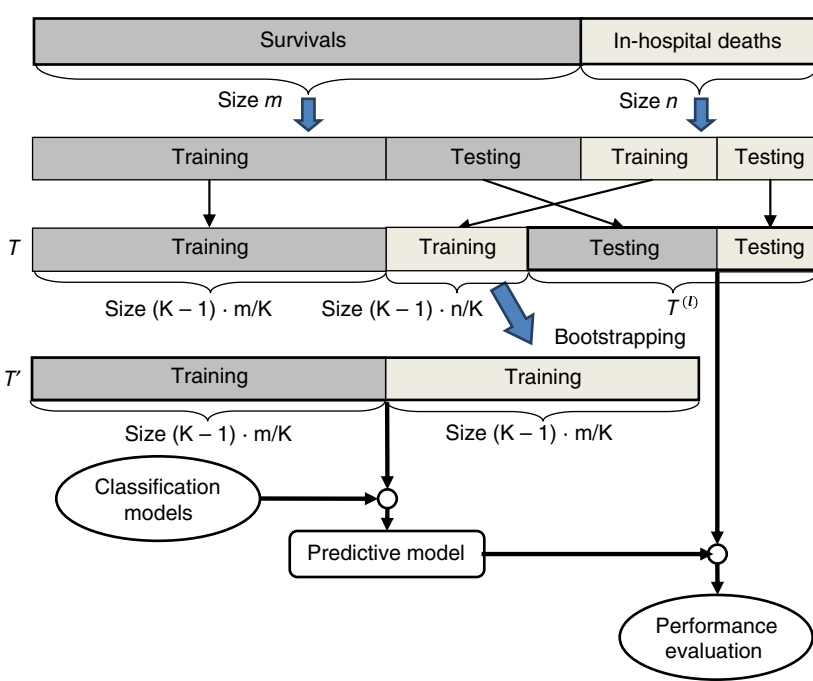 Survivals
In-hospital deaths
Size m
Size n
Training
Testing
Training
Testing
T
Training
Training
Testing
Testing
Size (K – 1) · m/K
Size (K – 1) · n/K
T(l)
Bootstrapping
T′
Training
Training
Size (K – 1) · m/K
Size (K – 1) · m/K
Classification
models
Predictive model
Performance
evaluation